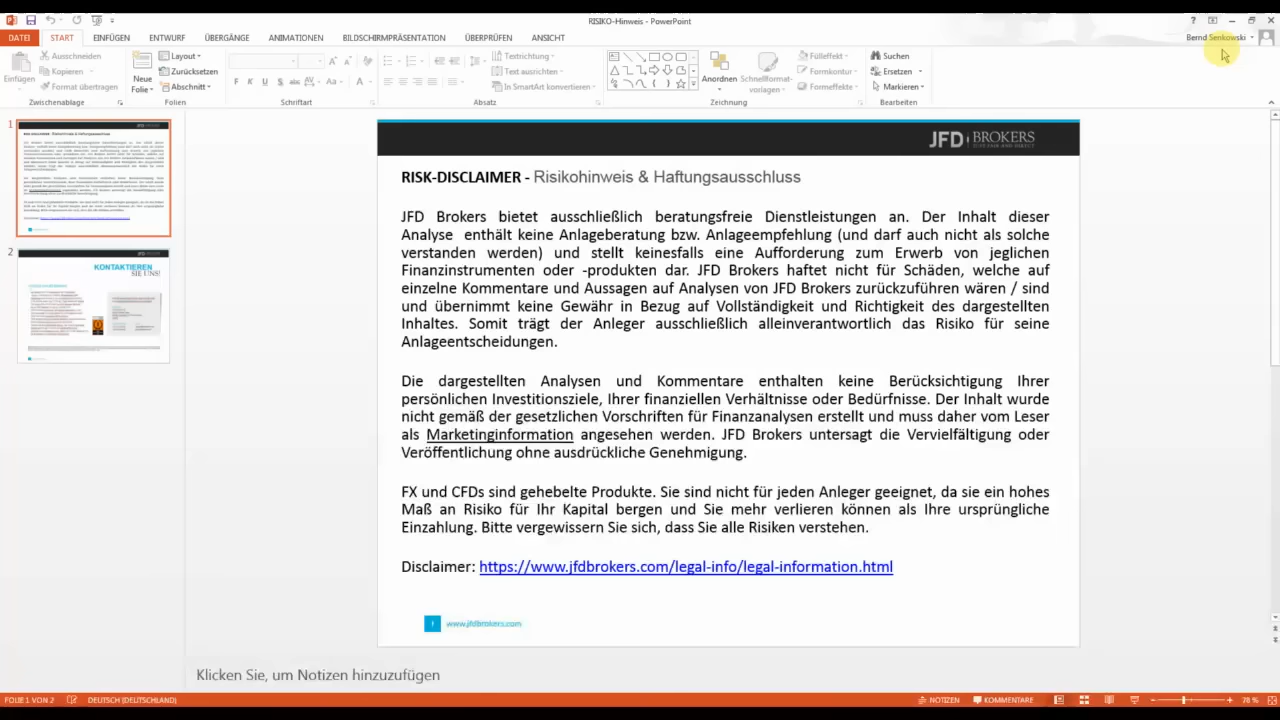 RISIKO-Hinweis - PowerPoint
DATEI START EINFÜGEN ENTWURF ÜBERGÄNGE ANIMATIONEN BILDSCHIRMPRÄSENTATION ÜBERPRÜFEN ANSICHT
Bernd Senkowski
Einfügen
Ausschneiden
Kopieren
Format übertragen
Zwischenablage
Neue
Folie
Layout
Zurücksetzen
Abschnitt
Folien
Schriftart
Textrichtung
Text ausrichten
In SmartArt konvertieren
Absatz
Anordnen
Schnellformat-
vorlagen
Fülleffekt
Formkontur
Formeffekte
Zeichnung
Suchen
Ersetzen
Markieren
Bearbeiten
1
2
KONTAKTIEREN
SIE UNS!
JFD BROKERS
RISK-DISCLAIMER - Risikohinweis & Haftungsausschluss
JFD Brokers bietet ausschließlich beratungsfreie Dienstleistungen an. Der Inhalt dieser
Analyse enthält keine Anlageberatung bzw. Anlageempfehlung (und darf auch nicht als solche
verstanden werden) und stellt keinesfalls eine Aufforderung zum Erwerb von jeglichen
Finanzinstrumenten oder -produkten dar. JFD Brokers haftet nicht für Schäden, welche auf
einzelne Kommentare und Aussagen auf Analysen von JFD Brokers zurückzuführen wären / sind
und übernimmt keine Gewähr in Bezug auf Vollständigkeit und Richtigkeit des dargestellten
Inhaltes. Somit trägt der Anleger ausschließlich alleinverantwortlich das Risiko für seine
Anlageentscheidungen.
Die dargestellten Analysen und Kommentare enthalten keine Berücksichtigung Ihrer
persönlichen Investitionsziele, Ihrer finanziellen Verhältnisse oder Bedürfnisse. Der Inhalt wurde
nicht gemäß der gesetzlichen Vorschriften für Finanzanalysen erstellt und muss daher vom Leser
als Marketinginformation angesehen werden. JFD Brokers untersagt die Vervielfältigung oder
Veröffentlichung ohne ausdrückliche Genehmigung.
FX und CFDs sind gehebelte Produkte. Sie sind nicht für jeden Anleger geeignet, da sie ein hohes
Maß an Risiko für Ihr Kapital bergen und Sie mehr verlieren können als Ihre ursprüngliche
Einzahlung. Bitte vergewissern Sie sich, dass Sie alle Risiken verstehen.
Disclaimer: https://www.jfdbrokers.com/legal-info/legal-information.html
1 www.jfdbrokers.com
Klicken Sie, um Notizen hinzuzufügen
FOLIE 1 VON 2 DEUTSCH (DEUTSCHLAND) NOTIZEN KOMMENTARE 78 %